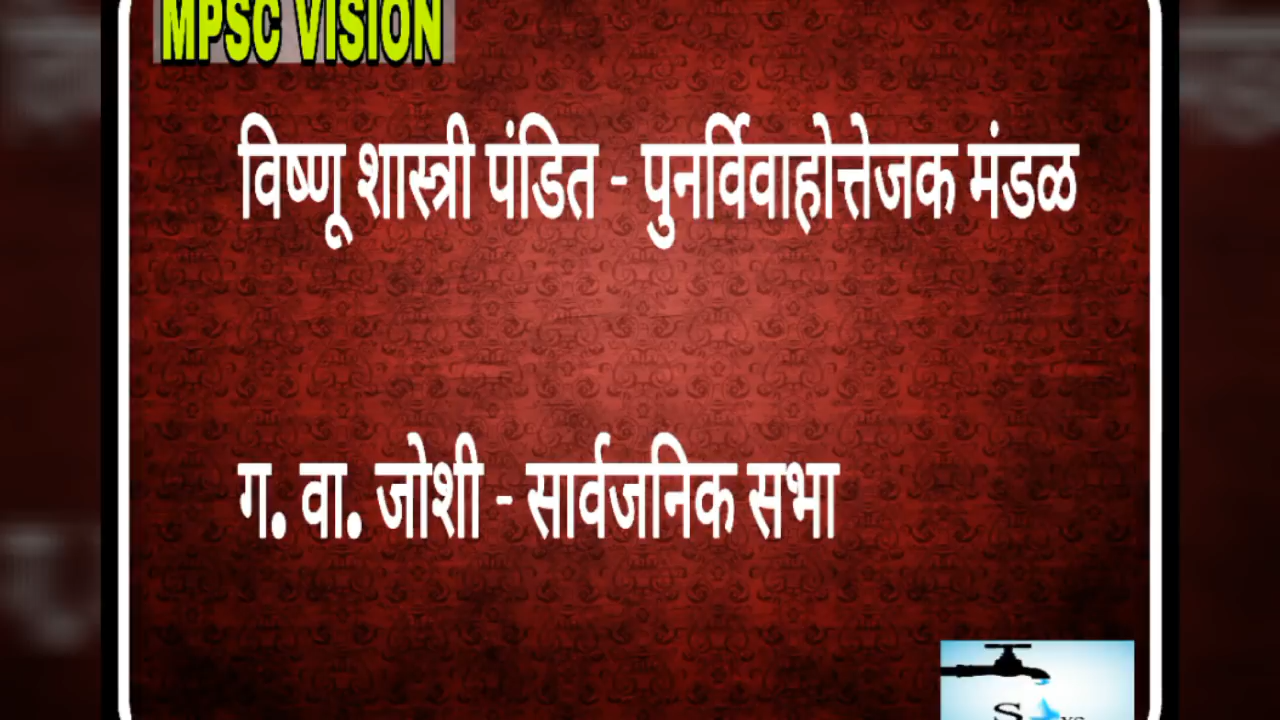 MPSC VISION
विष्णू शास्त्री पंडित - पुनर्विवाहोत्तेजक मंडळ
ग. वा. जोशी - सार्वजनिक सभा